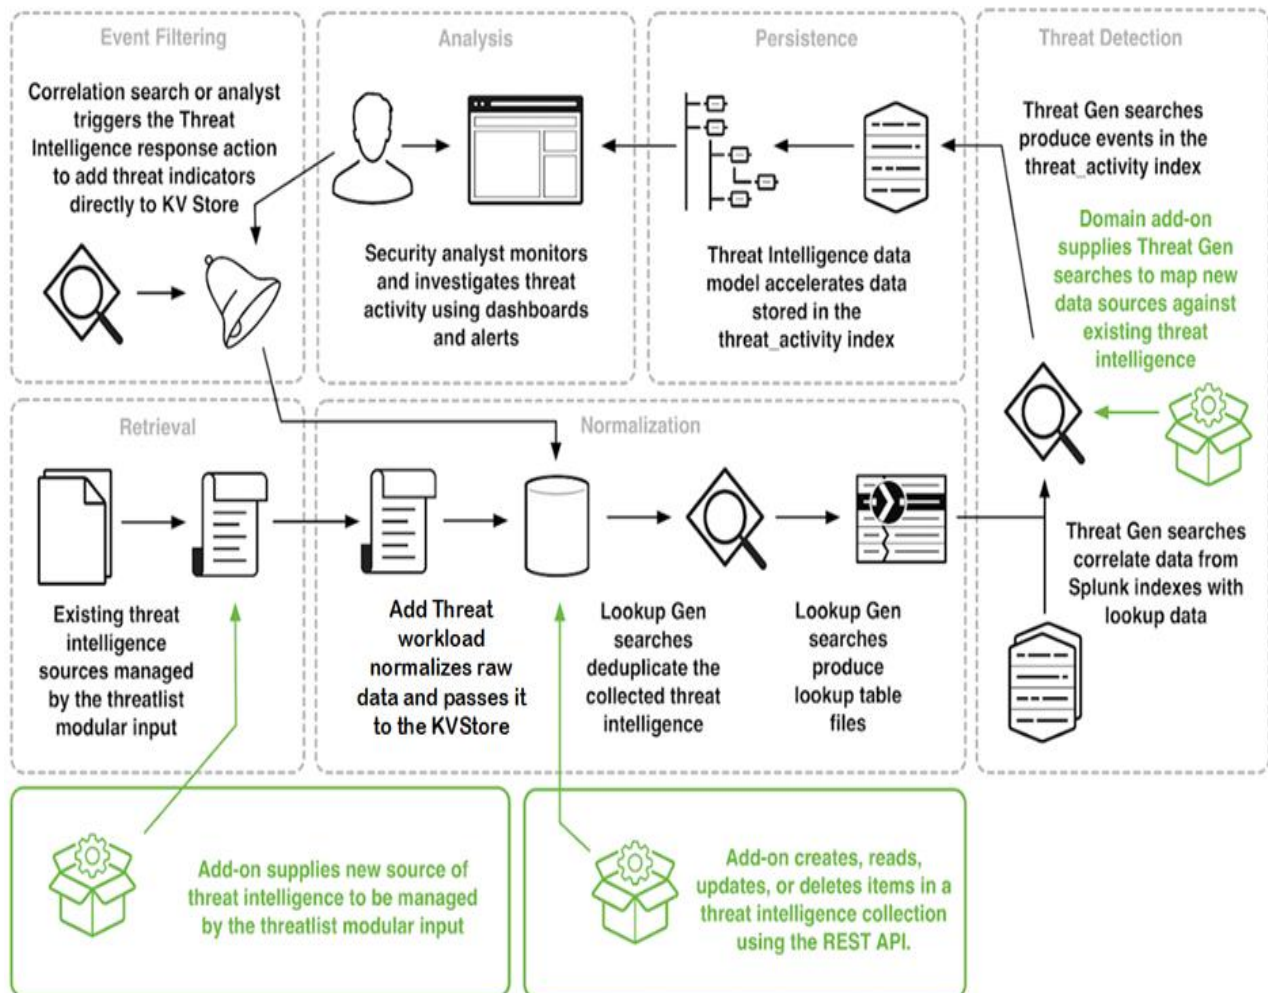 Event Filtering
Correlation search or analyst
triggers the Threat
Intelligence response action
to add threat indicators
directly to KV Store
Analysis
Security analyst monitors
and investigates threat
activity using dashboards
and alerts
Persistence
Threat Intelligence data
model accelerates data
stored in the
threat_activity index
Threat Detection
Threat Gen searches
produce events in the
threat_activity index
Domain add-on
supplies Threat Gen
searches to map new
data sources against
existing threat
intelligence
Threat Gen searches
correlate data from
Splunk indexes with
lookup data
Retrieval
Existing threat
intelligence
sources managed
by the threatlist
modular input
Normalization
Add Threat
workload
normalizes raw
data and passes it
to the KVStore
Lookup Gen
searches
deduplicate the
collected threat
intelligence
Lookup Gen
searches
produce
lookup table
files
Add-on supplies new source of
threat intelligence to be managed
by the threatlist modular input
Add-on creates, reads,
updates, or deletes items in a
threat intelligence collection
using the REST API.